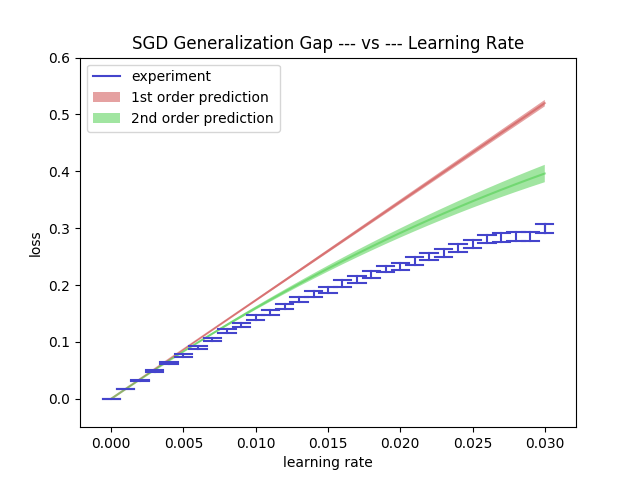 SGD Generalization Gap --- vs --- Learning Rate
experiment
1st order prediction
2nd order prediction
0.6
0.5
0.4
0.3
0.2
0.1
0.0
loss
0.000 0.005 0.010 0.015 0.020 0.025 0.030
learning rate